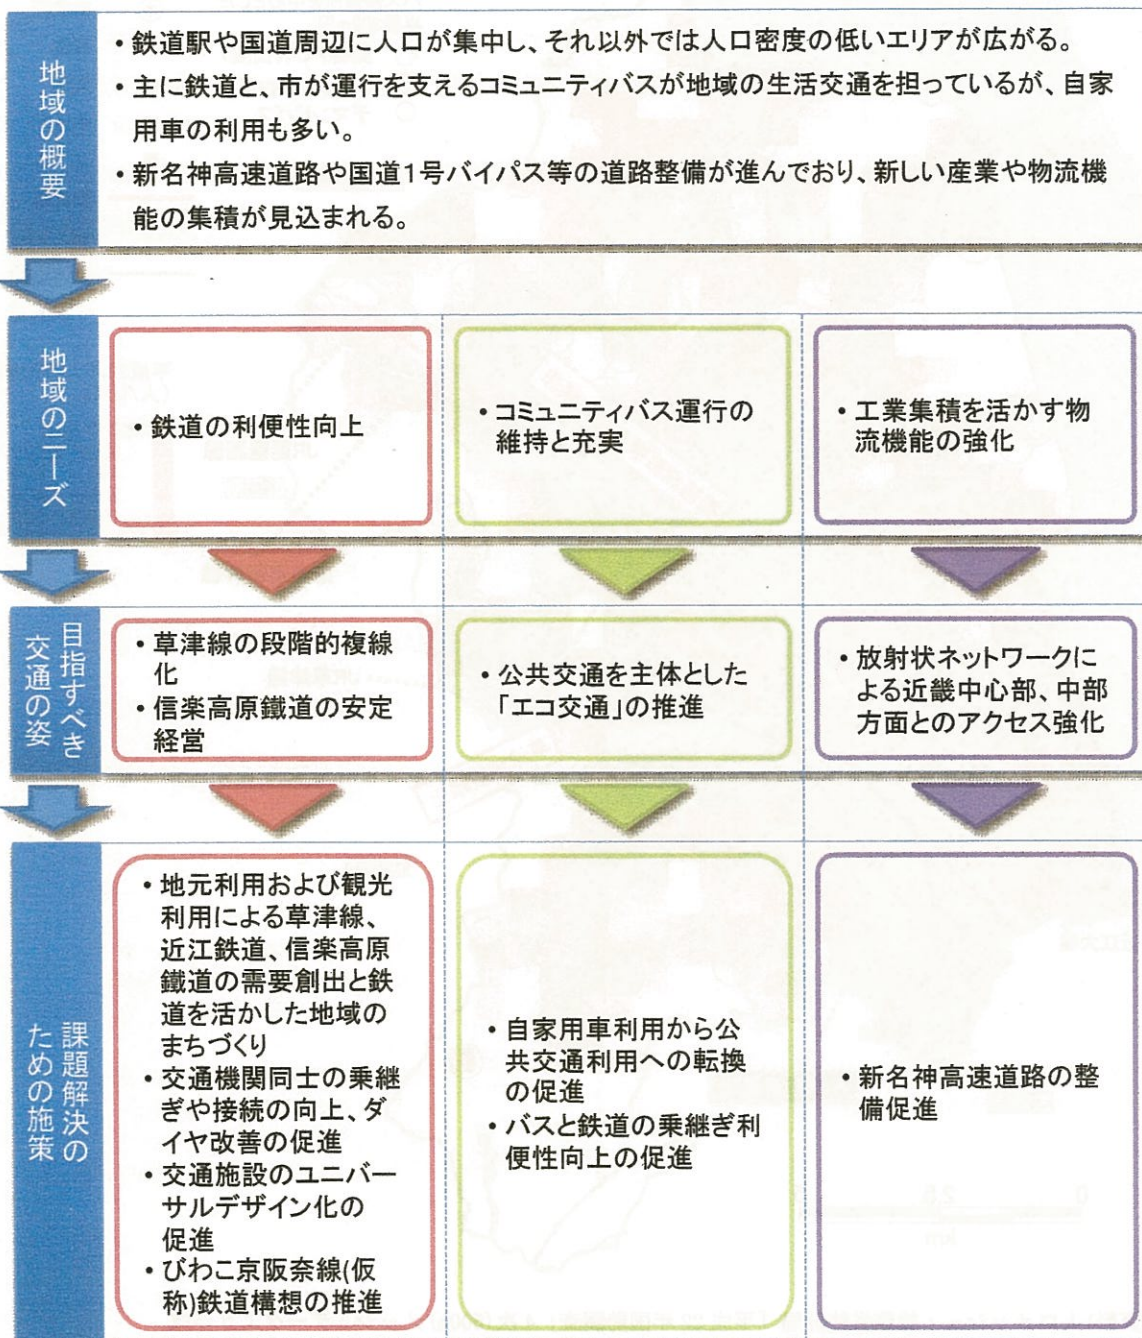 地域の概要
・鉄道駅や国道周辺に人口が集中し、それ以外では人口密度の低いエリアが広がる。
・主に鉄道と、市が運行を支えるコミュニティバスが地域の生活交通を担っているが、自家
用車の利用も多い。
・新名神高速道路や国道1号バイパス等の道路整備が進んでおり、新しい産業や物流機
能の集積が見込まれる。
地域のニーズ
・鉄道の利便性向上
・コミュニティバス運行の
維持と充実
・工業集積を活かす物
流機能の強化
目指すべき
交通の姿
・草津線の段階的複線
化
・信楽高原鐵道の安定
経営
・公共交通を主体とした
「エコ交通」の推進
・放射状ネットワークに
よる近畿中心部、中部
方面とのアクセス強化
課題解決の
ための施策
・地元利用および観光
利用による草津線、
近江鉄道、信楽高原
鐵道の需要創出と鉄
道を活かした地域の
まちづくり
・交通機関同士の乗継
ぎや接続の向上、ダ
イヤ改善の促進
・交通施設のユニバー
サルデザイン化の
促進
・びわこ京阪奈線(仮
称)鉄道構想の推進
・自家用車利用から公
共交通利用への転換
の促進
・バスと鉄道の乗継ぎ利
便性向上の促進
・新名神高速道路の整
備促進